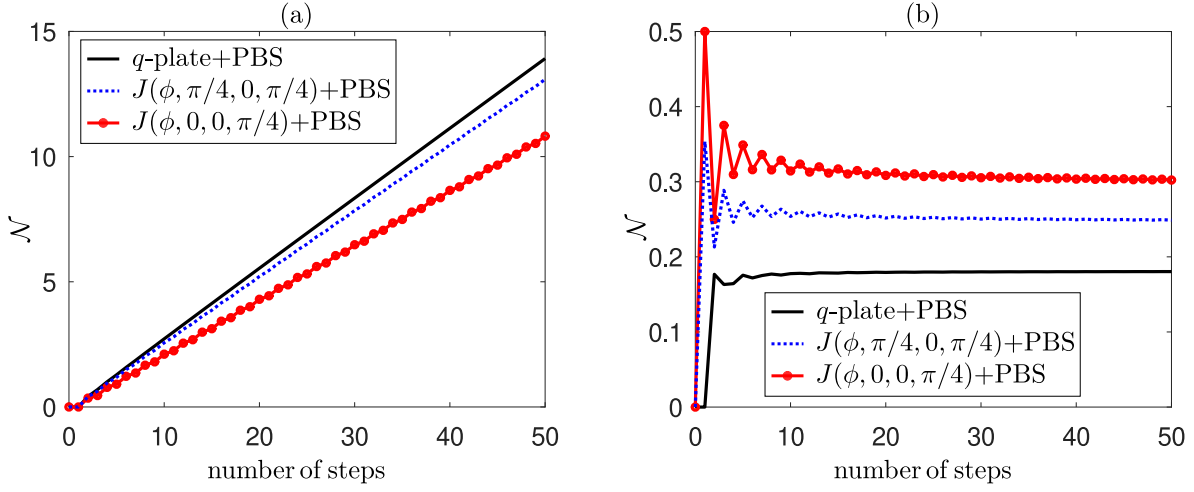 (a)
15
10
5
0
𝒩
q-plate+PBS
J(ϕ, π/4, 0, π/4)+PBS
J(ϕ, 0, 0, π/4)+PBS
0 10 20 30 40 50
number of steps
(b)
0.5
0.4
0.3
0.2
0.1
0
𝒩
q-plate+PBS
J(ϕ, π/4, 0, π/4)+PBS
J(ϕ, 0, 0, π/4)+PBS
0 10 20 30 40 50
number of steps